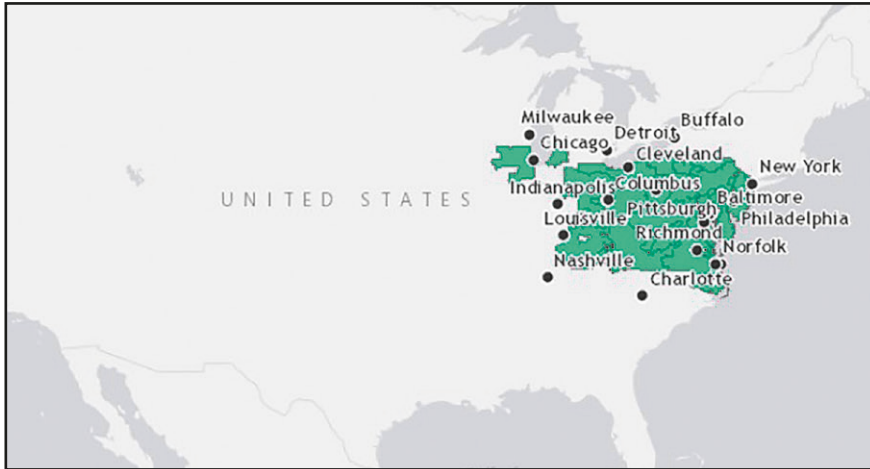 Milwaukee
Buffalo
Detroit
Chicago
Cleveland
New York
UNITED STATES
Indianapolis
Columbus
Baltimore
Pittsburgh
Philadelphia
Louisville
Richmond
Norfolk
Nashville
Charlotte